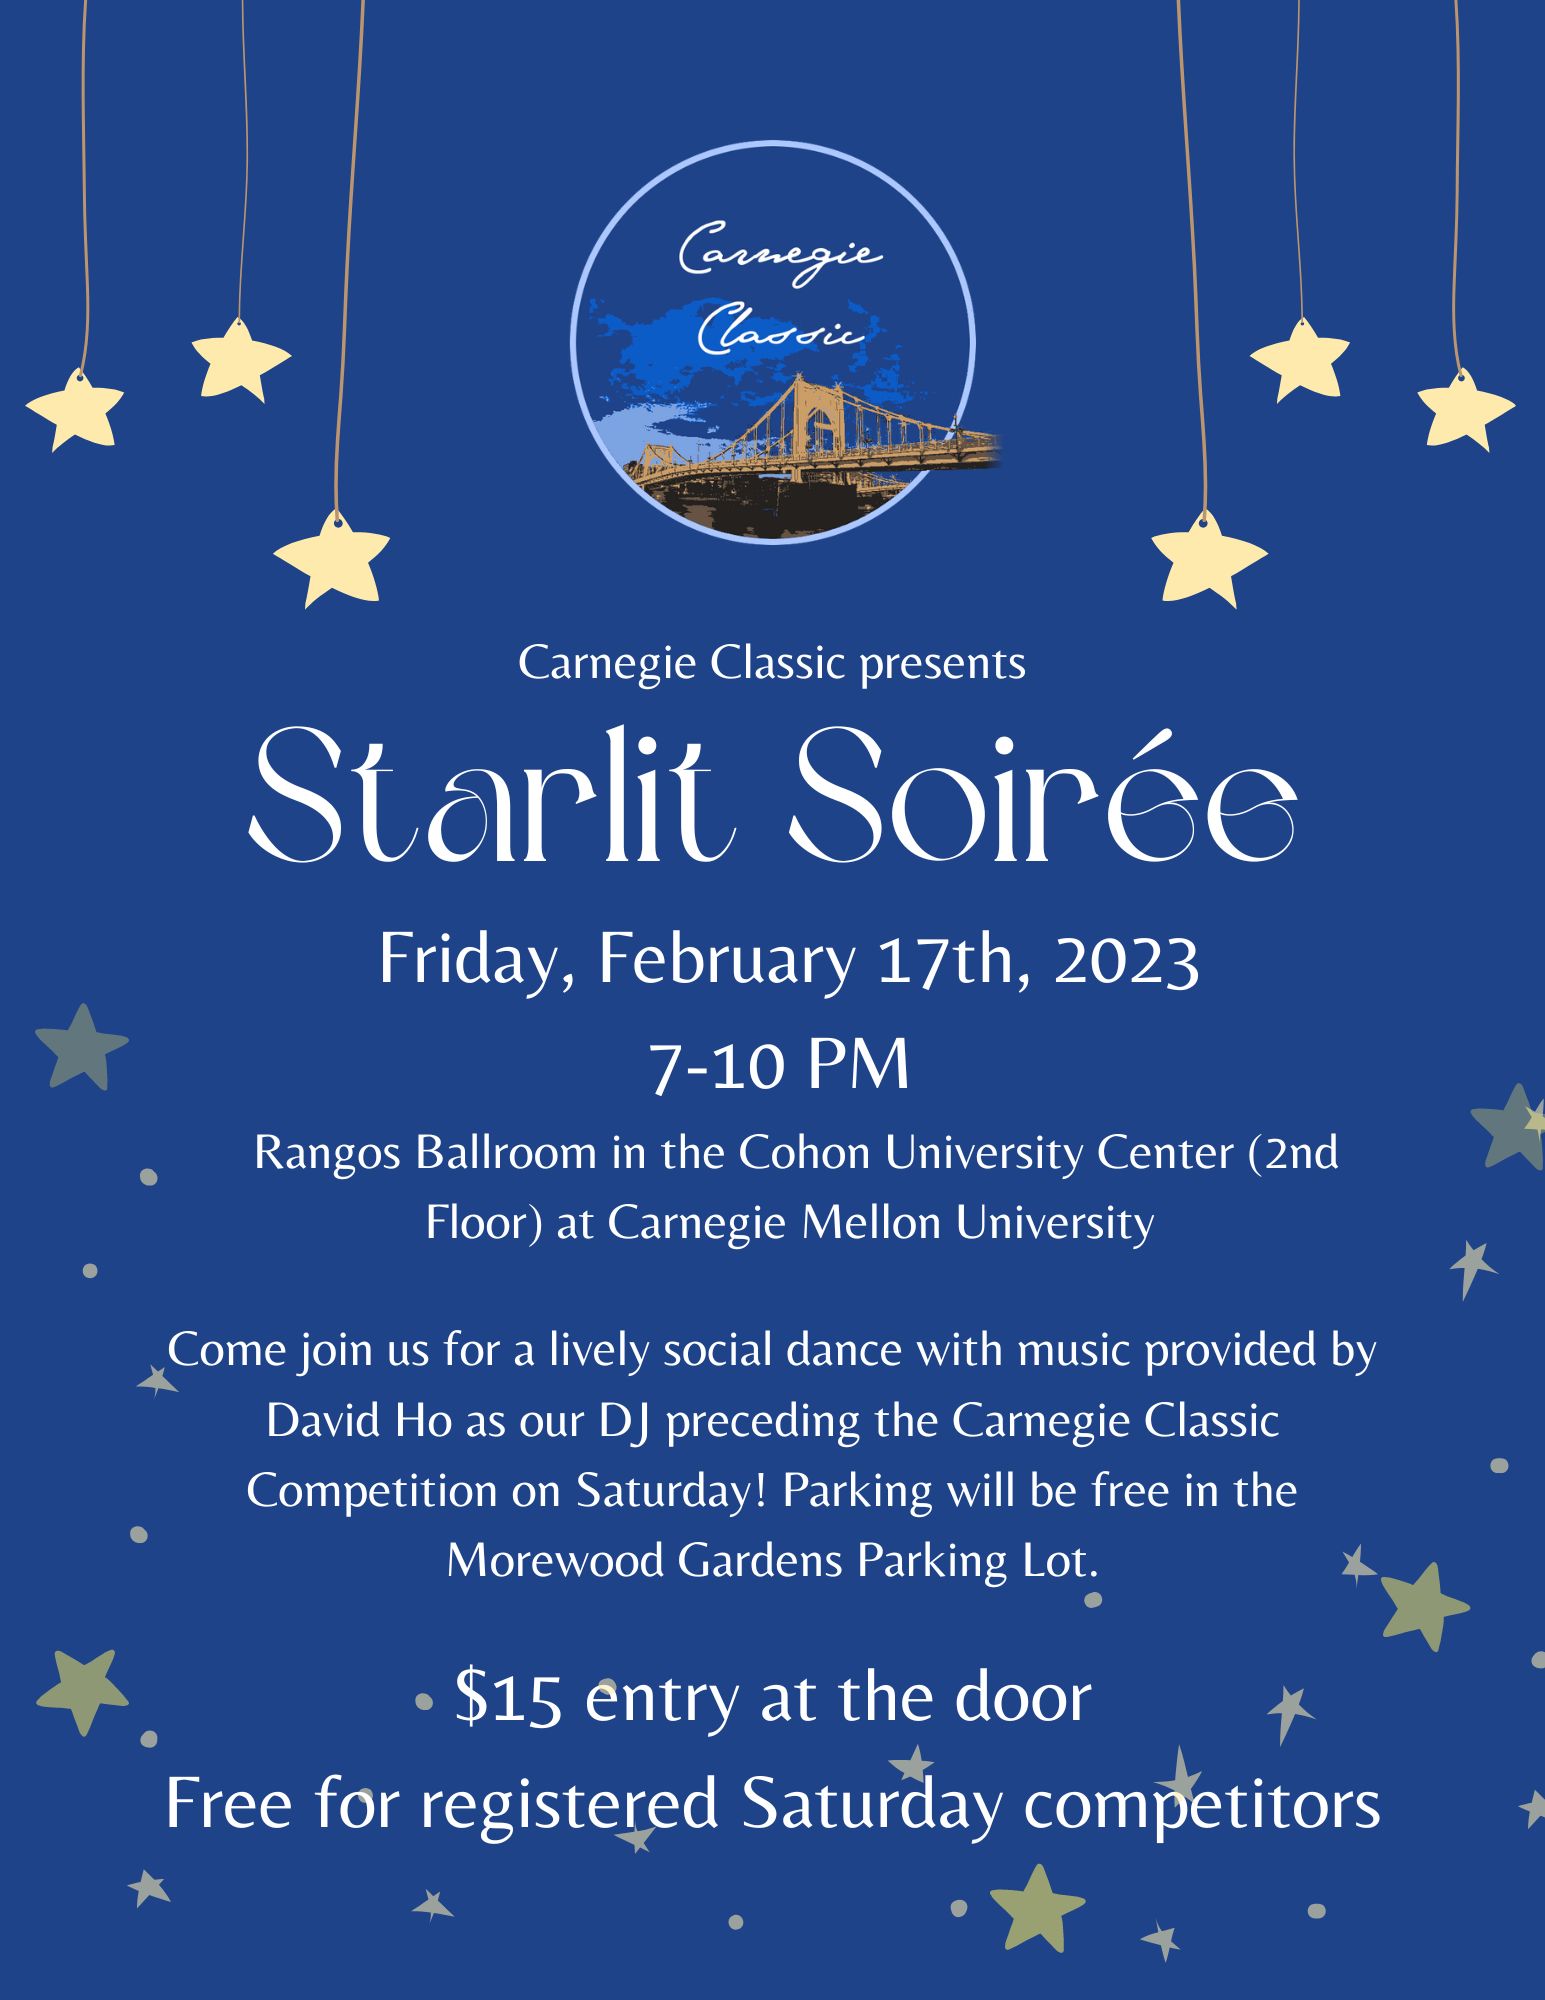 Carnegie
Classic
Carnegie Classic presents
Starlit Soirée
Friday, February 17th, 2023
7-10 PM
Rangos Ballroom in the Cohon University Center (2nd
Floor) at Carnegie Mellon University
Come join us for a lively social dance with music provided by
David Ho as our DJ preceding the Carnegie Classic
Competition on Saturday! Parking will be free in the
Morewood Gardens Parking Lot.
$15 entry at the door
Free for registered Saturday competitors